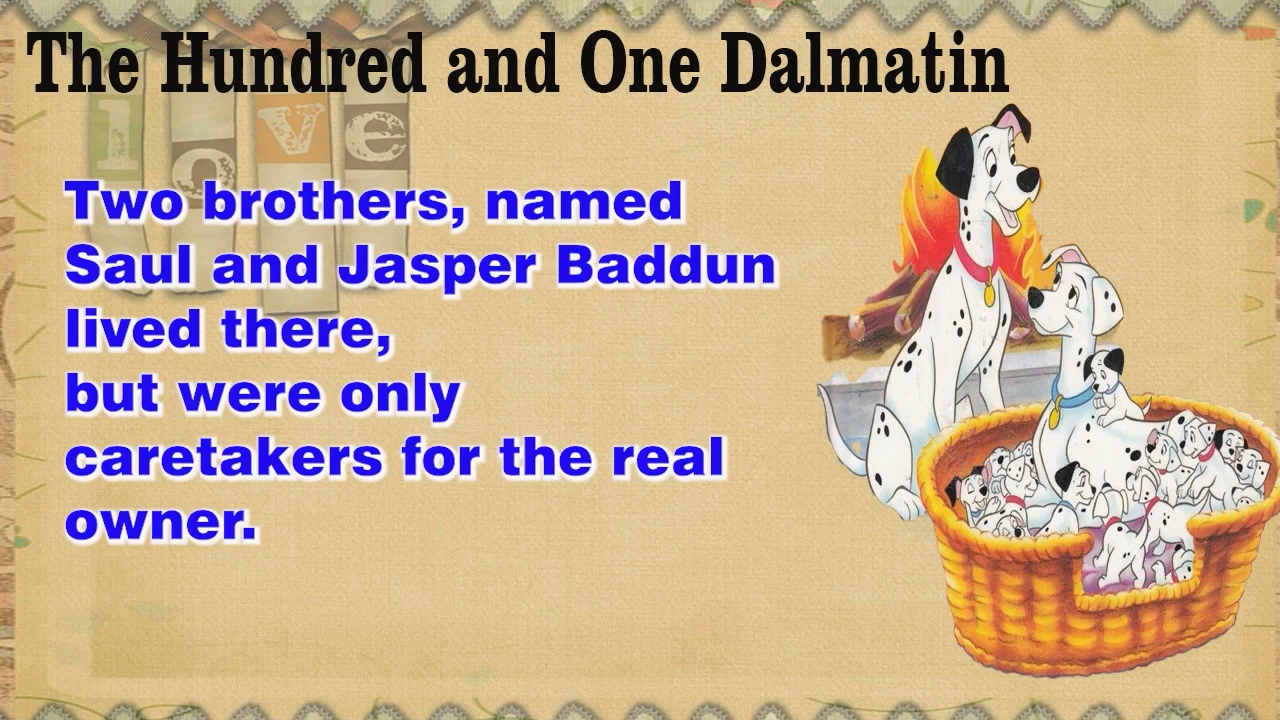 The Hundred and One Dalmatin
love
Two brothers, named
Saul and Jasper Baddun
lived there,
but were only
caretakers for the real
owner.